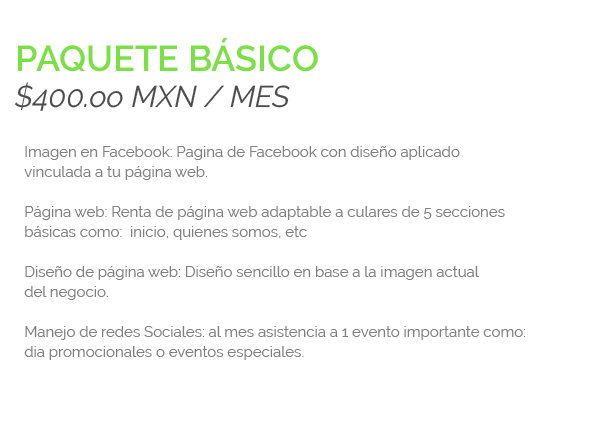 PAQUETE BÁSICO
$400.00 MXN / MES
Imagen en Facebook: Pagina de Facebook con diseño aplicado
vinculada a tu página web.
Página web: Renta de página web adaptable a culares de 5 secciones
básicas como:  inicio, quienes somos, etc
Diseño de página web: Diseño sencillo en base a la imagen actual
del negocio.
Manejo de redes Sociales: al mes asistencia a 1 evento importante como:
dia promocionales o eventos especiales.